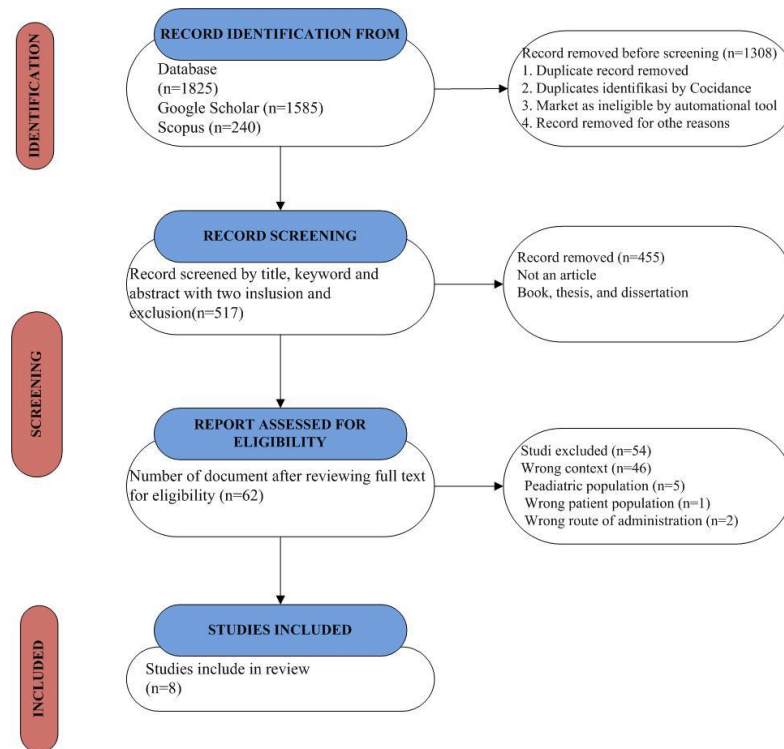 IDENTIFICATION
RECORD IDENTIFICATION FROM
Database
(n=1825)
Google Scholar (n=1585)
Scopus (n=240)
Record removed before screening (n=1308)
1. Duplicate record removed
2. Duplicates identifikasi by Cocidance
3. Market as ineligible by automational tool
4. Record removed for othe reasons
SCREENING
RECORD SCREENING
Record screened by title, keyword and
abstract with two inslusion and
exclusion(n=517)
Record removed (n=455)
Not an article
Book, thesis, and dissertation
REPORT ASSESSED FOR
ELIGIBILITY
Number of document after reviewing full text
for eligibility (n=62)
Studi excluded (n=54)
Wrong context (n=46)
Peadiatric population (n=5)
Wrong patient population (n=1)
Wrong route of administration (n=2)
INCLUDED
STUDIES INCLUDED
Studies include in review
(n=8)